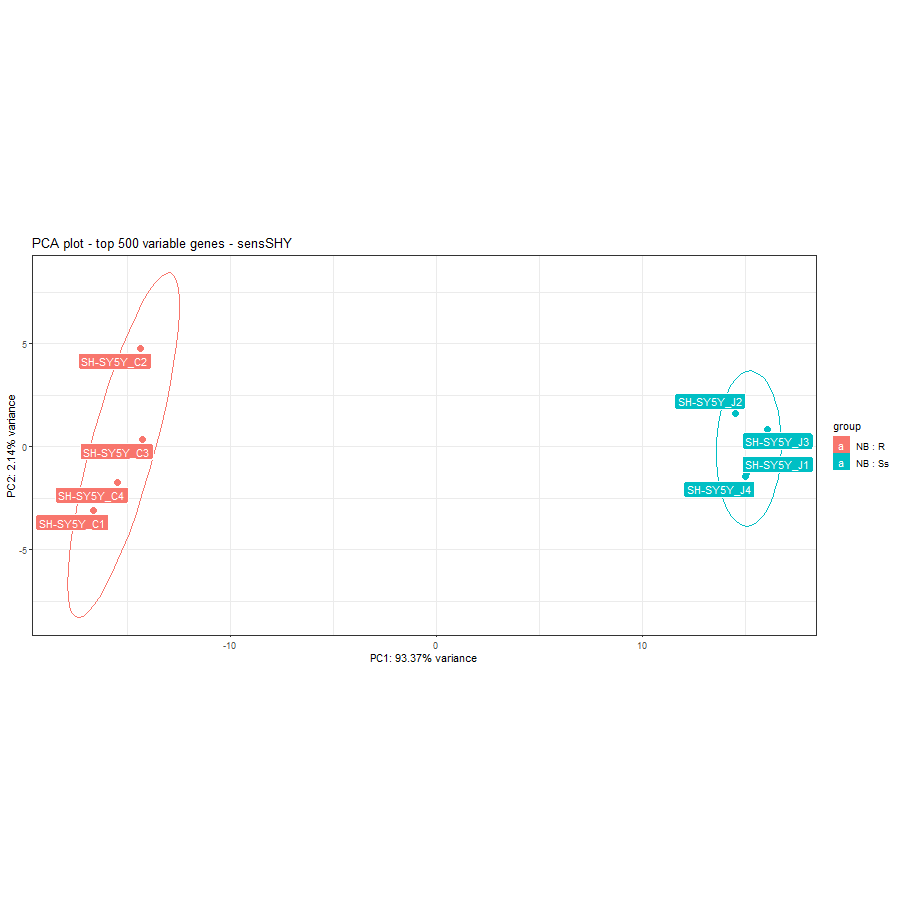 PCA plot - top 500 variable genes - sensSHY
PC2: 2.14% variance
5
0
-5
SH-SY5Y_C2
SH-SY5Y_C3
SH-SY5Y_C4
SH-SY5Y_C1
SH-SY5Y_J2
SH-SY5Y_J3
SH-SY5Y_J1
SH-SY5Y_J4
-10
0
10
PC1: 93.37% variance
group
a NB : R
a NB : Ss